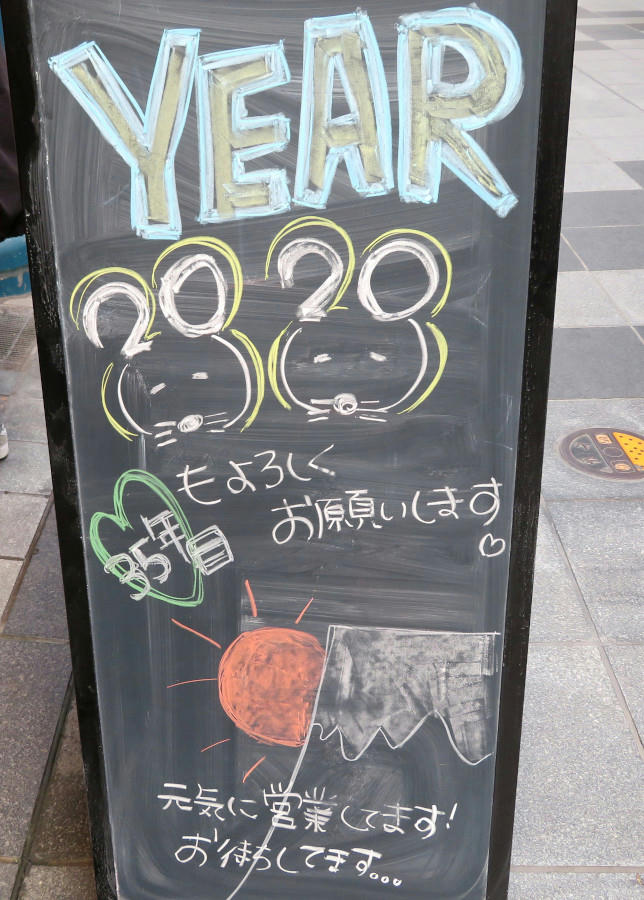 YEAR
2020
もよろしく
お願いします♡
35年目
元気に営業してます!
お待ちしてます...